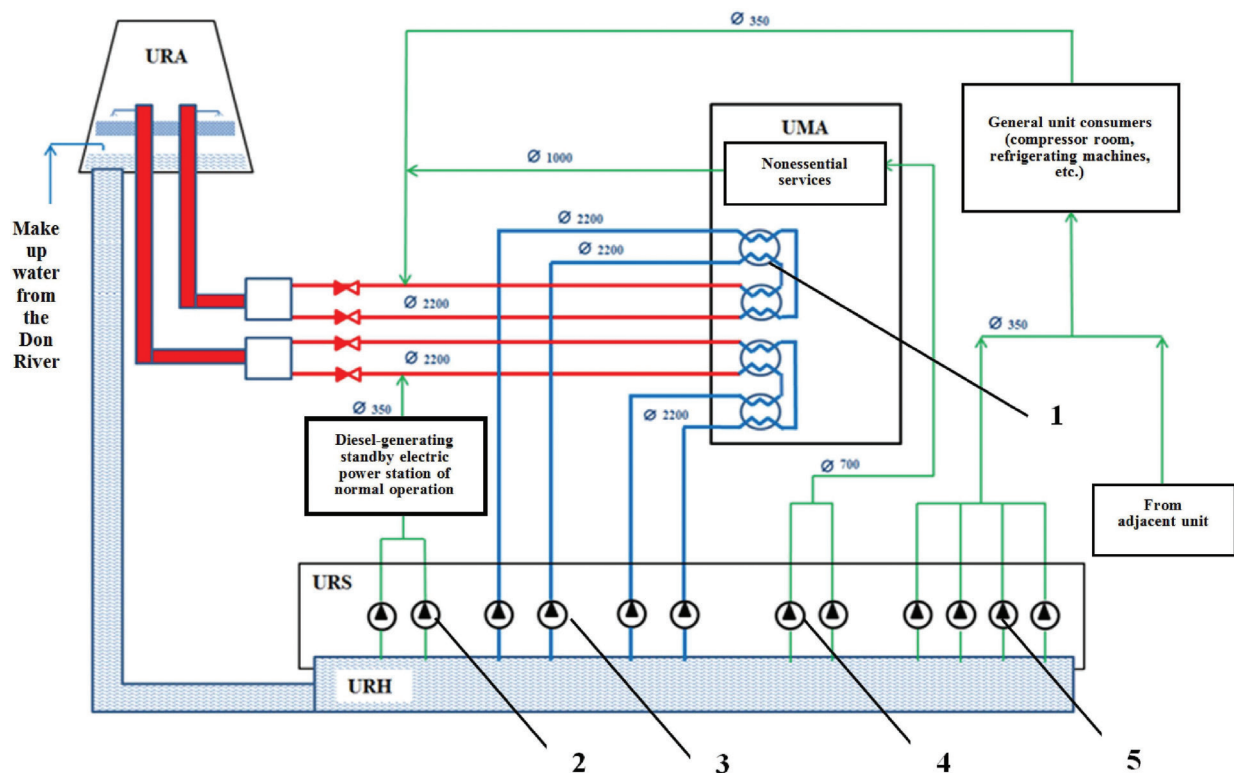 Ø 350
URA
General unit consumers
(compressor room,
refrigerating machines,
etc.)
UMA
Ø 1000
Nonessential
services
Make
up
water
from
the
Don
River
Ø 2200
Ø 2200
Ø 2200
Ø 350
Ø 2200
Ø 350
Ø 2200
1
Diesel-generating
standby electric
power station of
normal operation
Ø 700
From
adjacent unit
URS
URH
2
3
4
5